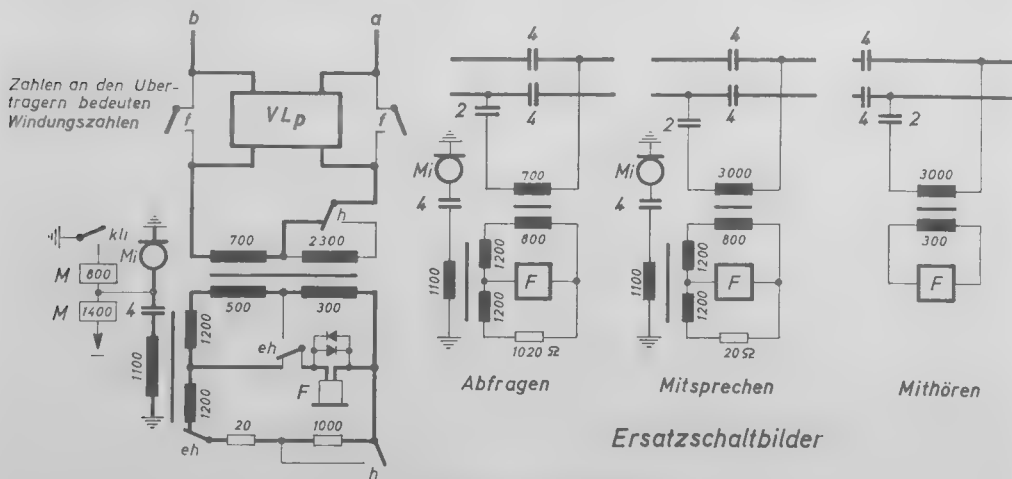 b
a
Zahlen an den Über-
tragern bedeuten
Windungszahlen
f
VLp
f
h
700
2300
kli
Mi
M 800
M 1400
4
500
300
1200
1100
1200
eh
F
eh
20
1000
h
4
4
2
Mi
4
700
800
1200
1100
1200
F
1020 Ω
Abfragen
4
4
2
Mi
4
3000
800
1200
1100
1200
F
20 Ω
Mitsprechen
4
4
2
3000
300
F
Mithören
Ersatzschaltbilder